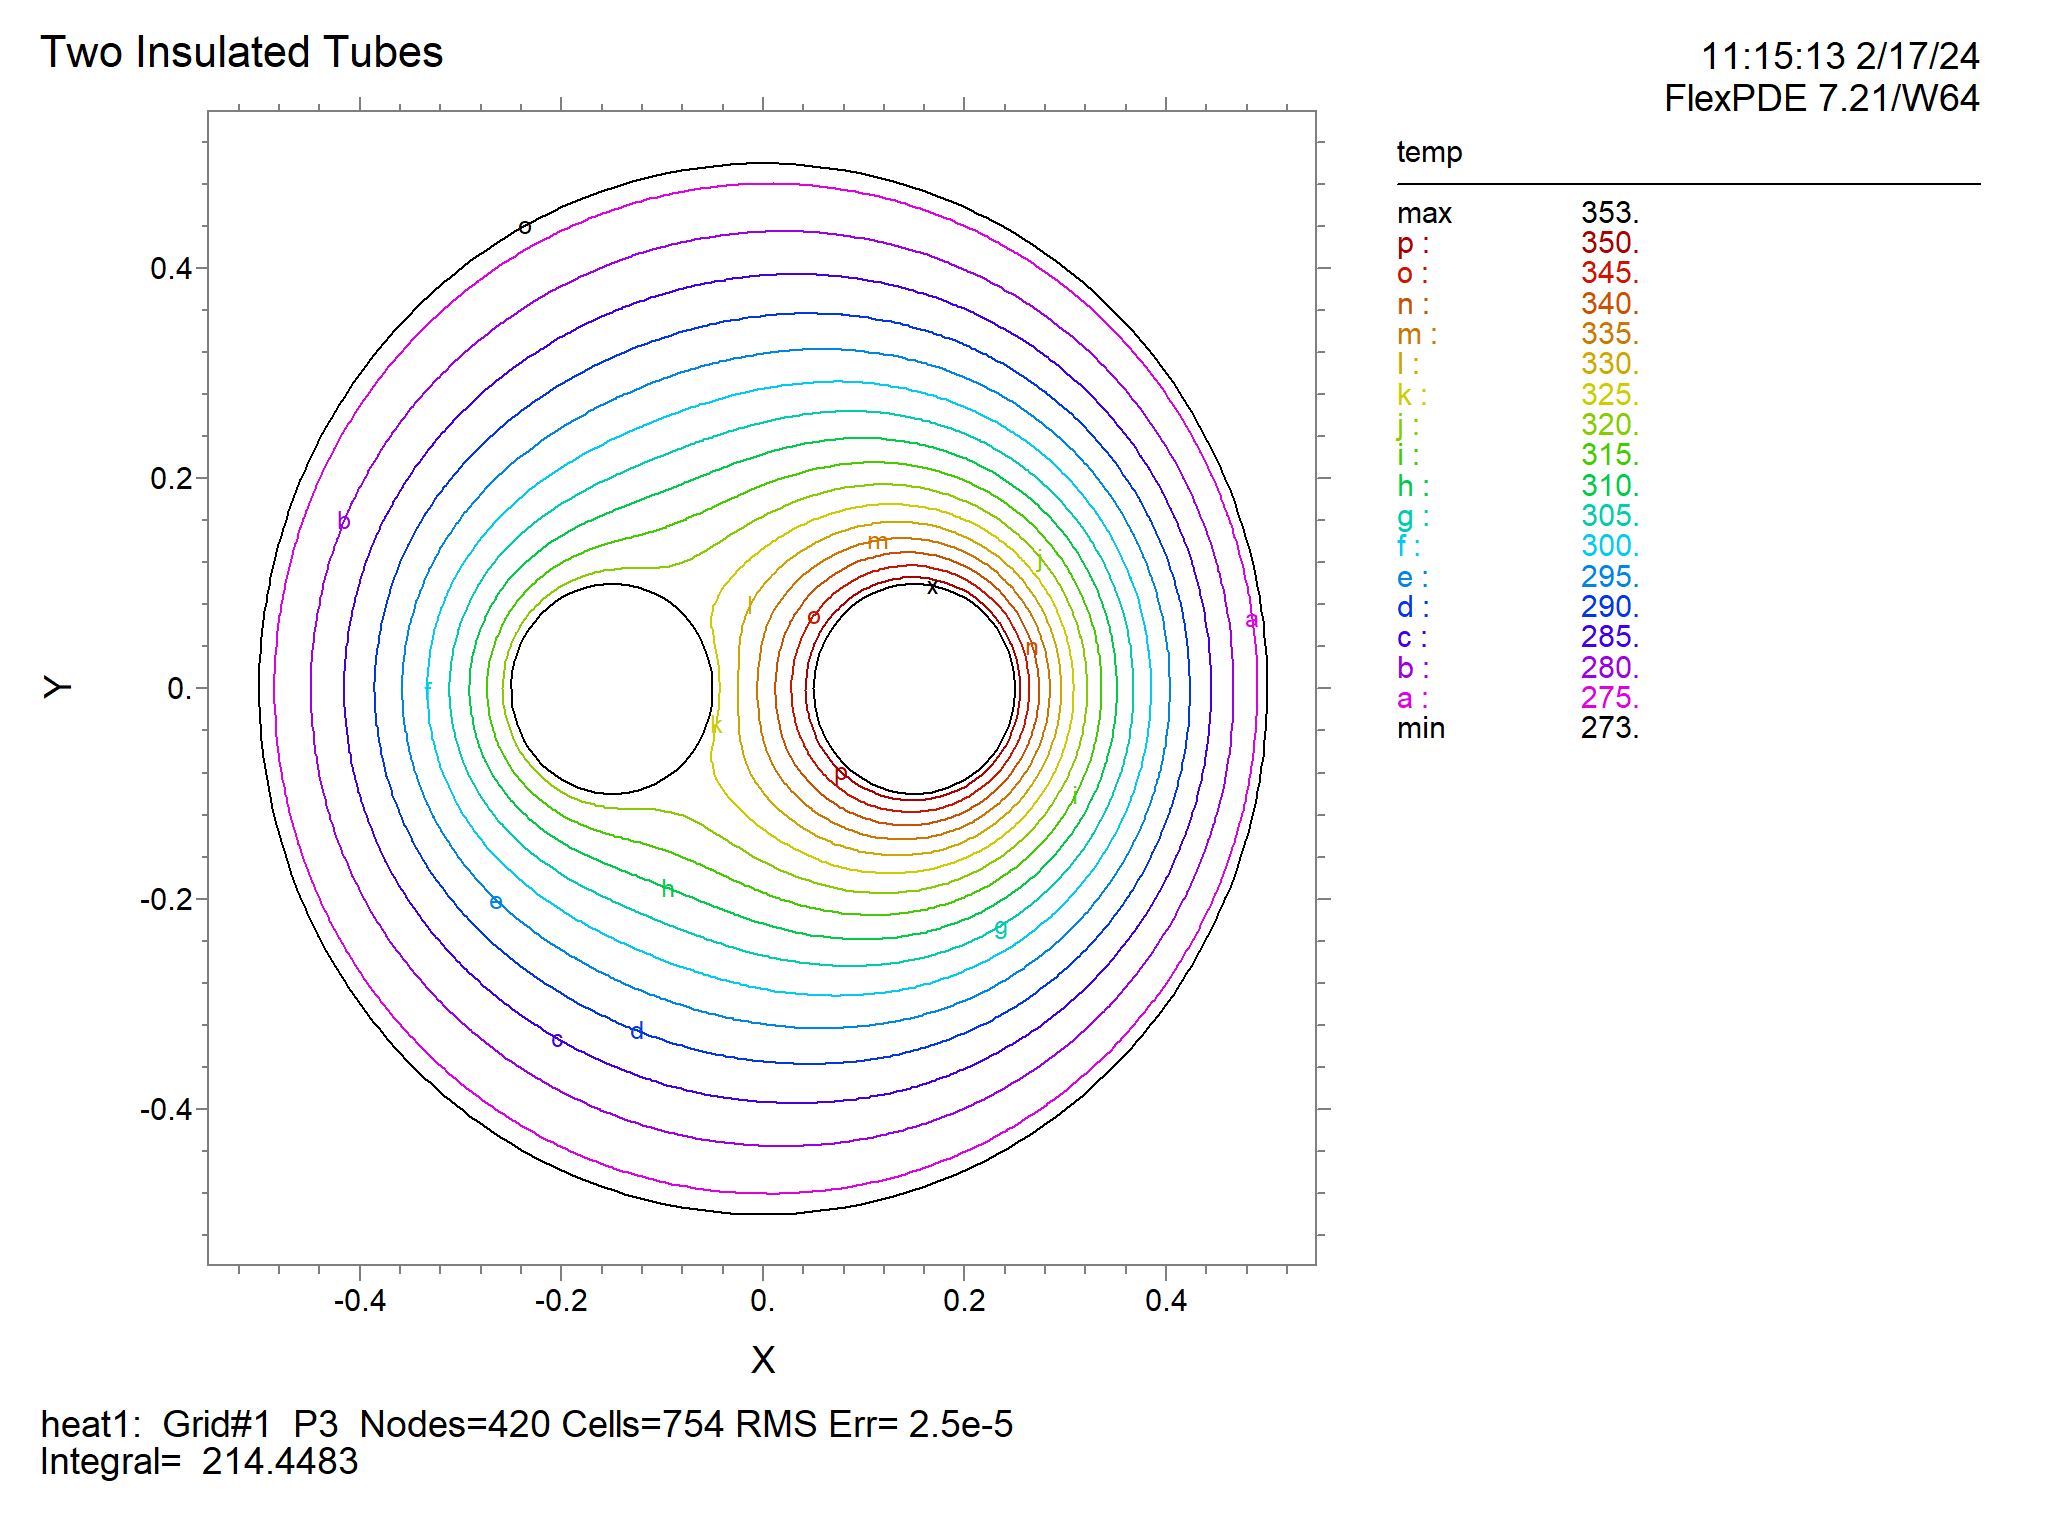 Two Insulated Tubes
11:15:13 2/17/24
FlexPDE 7.21/W64
temp
max 353.
p : 350.
o : 345.
n : 340.
m : 335.
l : 330.
k : 325.
j : 320.
i : 315.
h : 310.
g : 305.
f : 300.
e : 295.
d : 290.
c : 285.
b : 280.
a : 275.
min 273.
o
0.4
b
m
j
x
l
o
a
0.2
n
Y
0.
f
k
p
i
h
-0.2
e
g
d
c
-0.4
-0.4 -0.2 0. 0.2 0.4
X
heat1: Grid#1 P3 Nodes=420 Cells=754 RMS Err= 2.5e-5
Integral= 214.4483